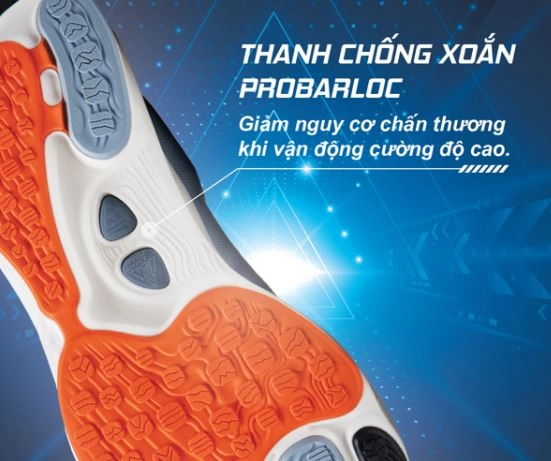 THANH CHỐNG XOẮN
PROBARLOC
Giảm nguy cơ chấn thương
khi vận động cường độ cao.